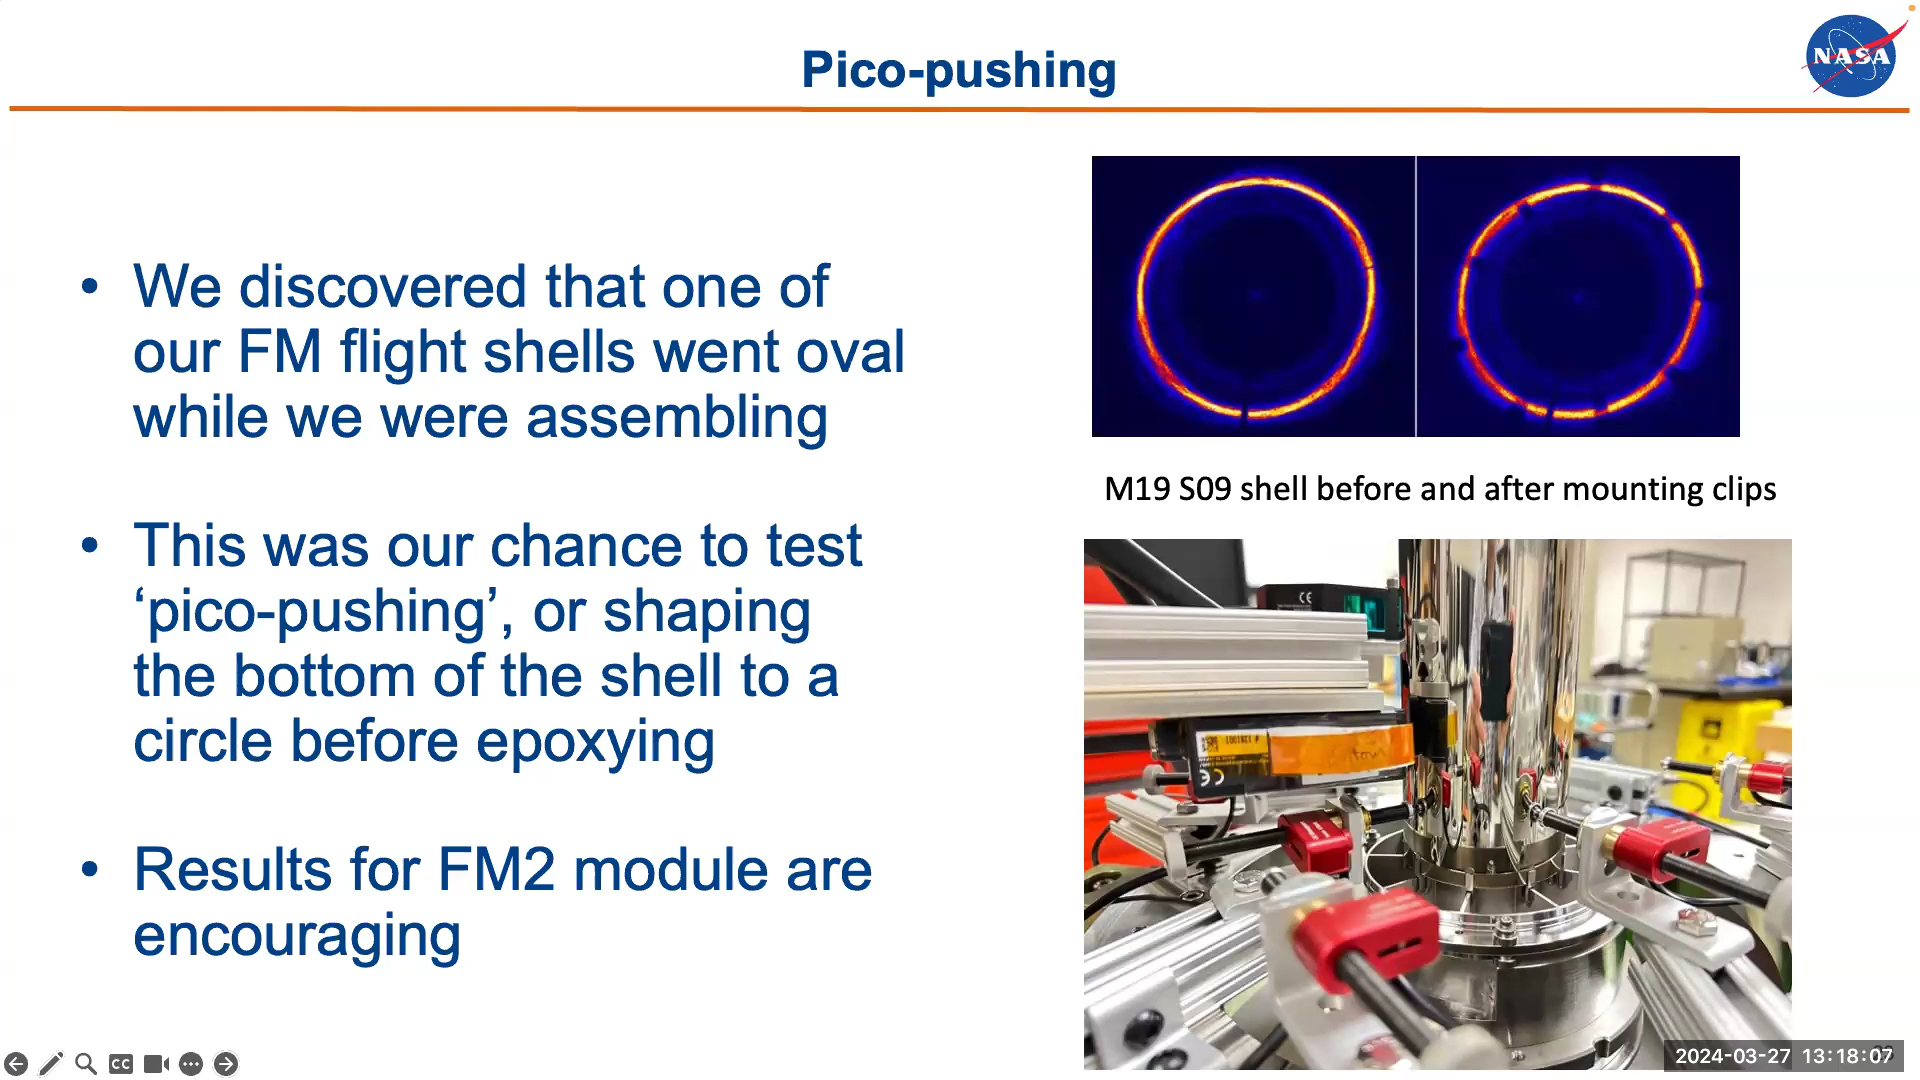 Pico-pushing
NASA
• We discovered that one of
our FM flight shells went oval
while we were assembling
• This was our chance to test
‘pico-pushing’, or shaping
the bottom of the shell to a
circle before epoxying
• Results for FM2 module are
encouraging
M19 S09 shell before and after mounting clips
CE
CE
CC
2024-03-27 13:18:07